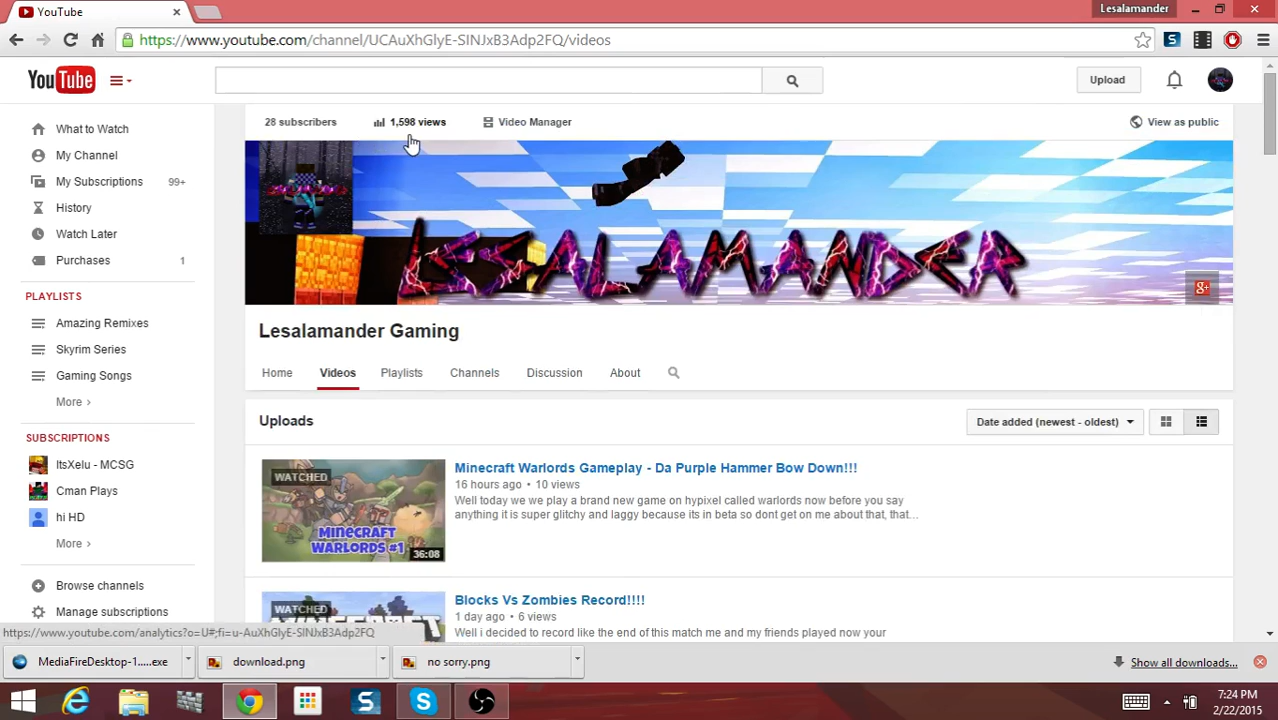 YouTube
Lesalamander
https://www.youtube.com/channel/UCAuXhGlyE-SINJxB3Adp2FQ/videos
YouTube
Upload
What to Watch
My Channel
My Subscriptions 99+
History
Watch Later
Purchases 1
PLAYLISTS
Amazing Remixes
Skyrim Series
Gaming Songs
More ›
SUBSCRIPTIONS
ItsXelu - MCSG
Cman Plays
hi HD
More ›
Browse channels
Manage subscriptions
28 subscribers
1,598 views
Video Manager
View as public
LESALAMANDER
g+
Lesalamander Gaming
Home Videos Playlists Channels Discussion About
Uploads
Date added (newest - oldest)
WATCHED
MINECRAFT
WARLORDS #1
36:08
Minecraft Warlords Gameplay - Da Purple Hammer Bow Down!!!
16 hours ago • 10 views
Well today we we play a brand new game on hypixel called warlords now before you say
anything it is super glitchy and laggy because its in beta so dont get on me about that, that…
WATCHED
Blocks Vs Zombies Record!!!!
1 day ago • 6 views
Well i decided to record like the end of this match me and my friends played now your
https://www.youtube.com/analytics?o=U#;fi=u-AuXhGlyE-SINJxB3Adp2FQ
MediaFireDesktop-1.....exe
download.png
no sorry.png
Show all downloads...
7:24 PM
2/22/2015